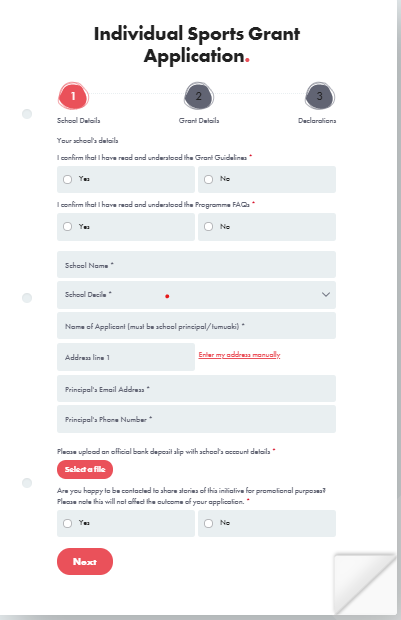 Individual Sports Grant
Application.
1 2 3
School Details Grant Details Declarations
Your school's details
I confirm that I have read and understood the Grant Guidelines *
Yes No
I confirm that I have read and understood the Programme FAQs *
Yes No
School Name *
School Decile *
Name of Applicant (must be school principal/tumuaki) *
Address line 1 Enter my address manually
Principal's Email Address *
Principal's Phone Number *
Please upload an official bank deposit slip with school's account details *
Select a file
Are you happy to be contacted to share stories of this initiative for promotional purposes?
Please note this will not affect the outcome of your application. *
Yes No
Next